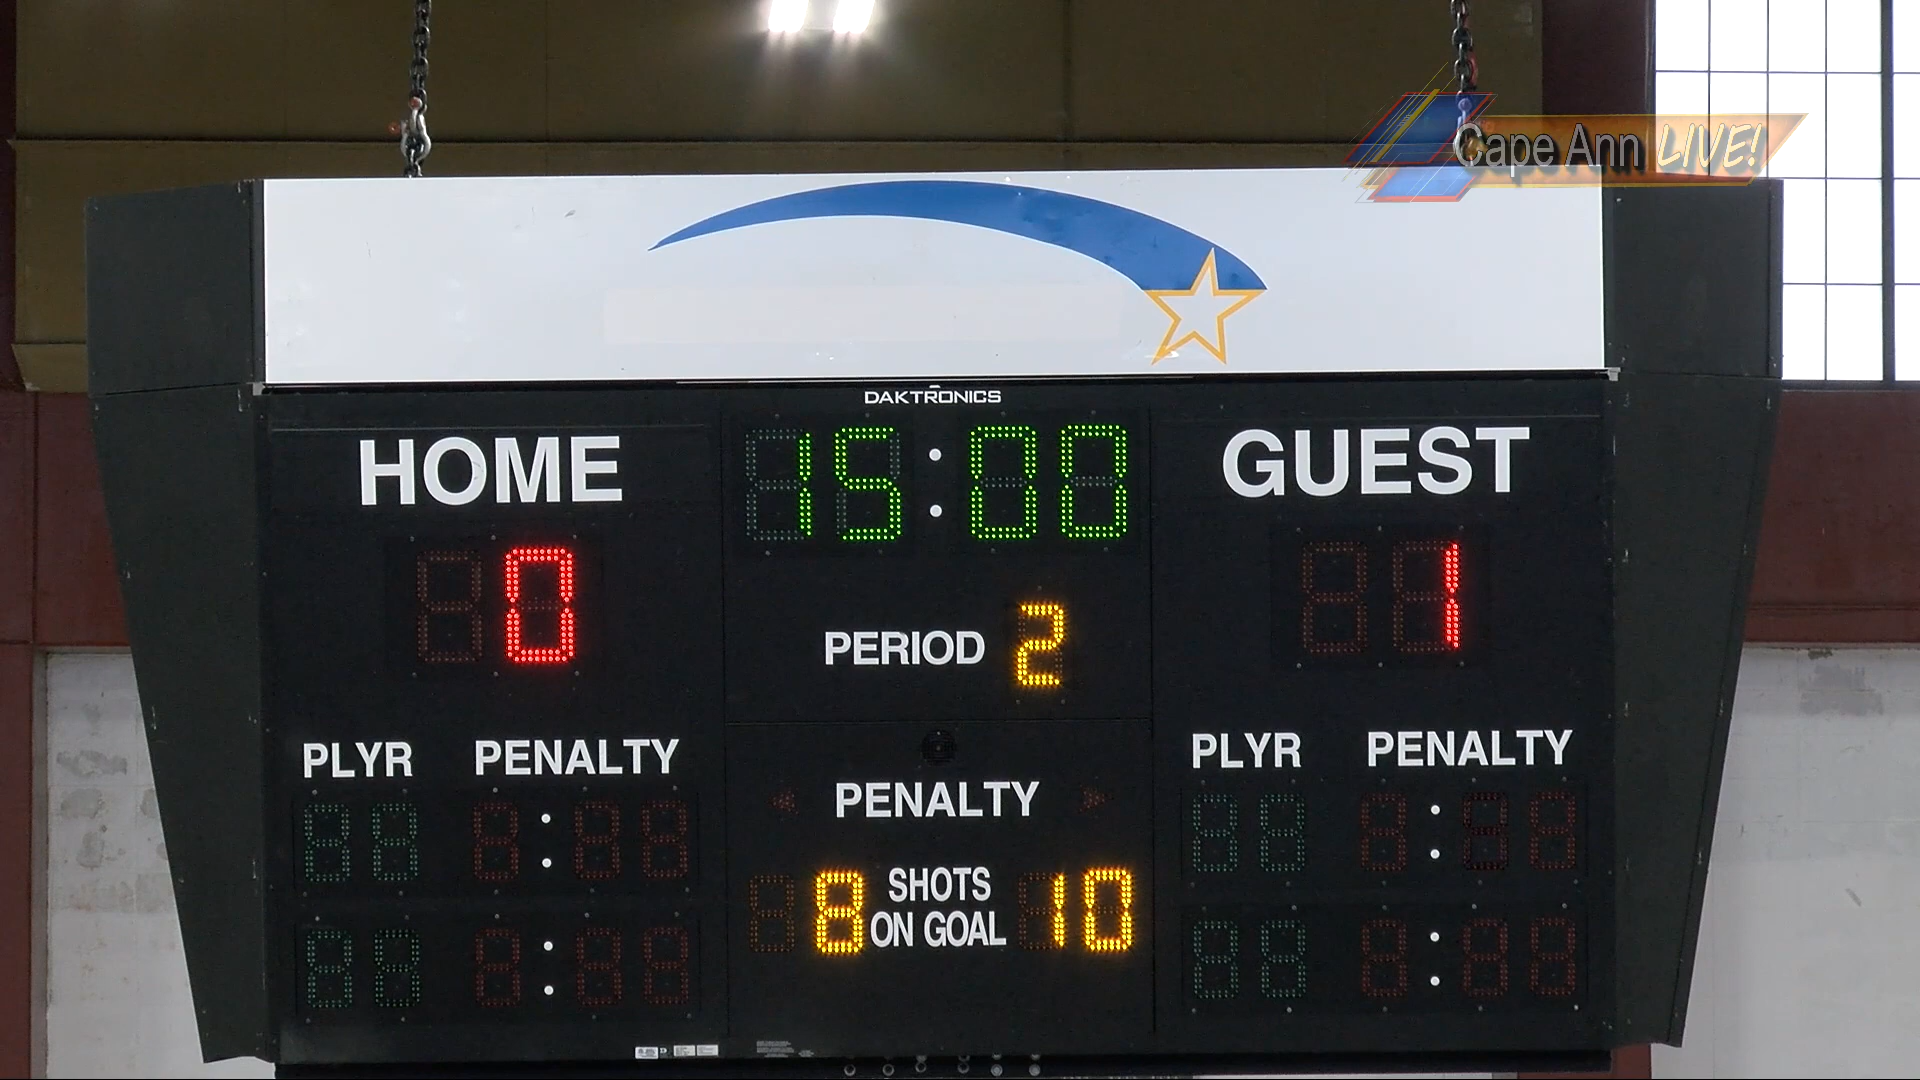 Cape Ann LIVE!
DAKTRONICS
HOME
15:00
GUEST
0
1
PERIOD 2
PLYR PENALTY
PLYR PENALTY
PENALTY
8 SHOTS ON GOAL 10